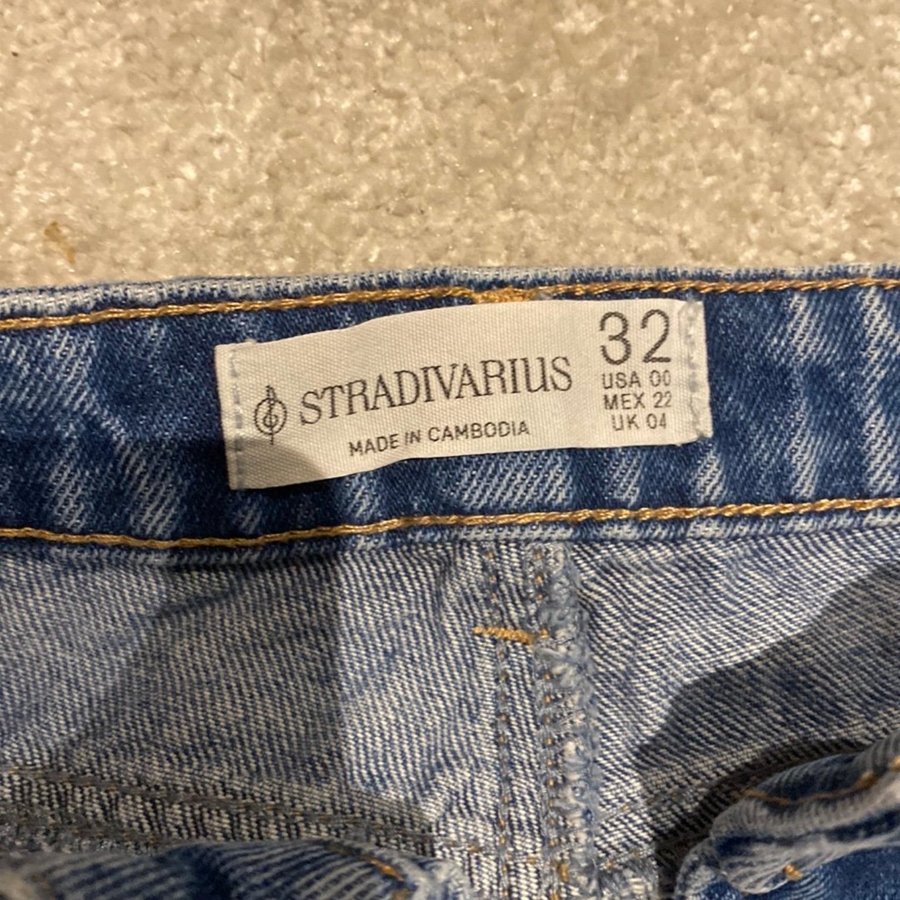 STRADIVARIUS
MADE IN CAMBODIA
32
USA 00
MEX 22
UK 04